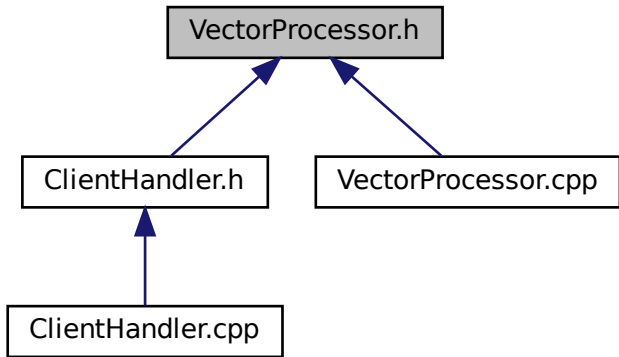 VectorProcessor.h
ClientHandler.h
VectorProcessor.cpp
ClientHandler.cpp